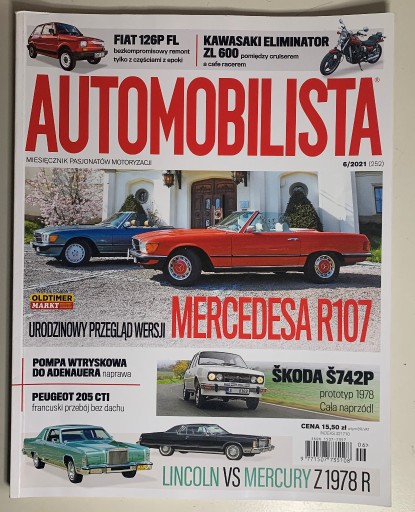 FIAT 126P FL
bezkompromisowy remont
tylko z częściami z epoki
KAWASAKI ELIMINATOR
ZL 600 pomiędzy cruiserem
a cafe racerem
AUTOMOBILISTA
MIESIĘCZNIK PASJONATÓW MOTORYZACJI
6/2021 (252)
OLDTIMER
MARKT
URODZINOWY PRZEGLĄD WERSJI MERCEDESA R107
POMPA WTRYSKOWA
DO ADENAUERA naprawa
PEUGEOT 205 CTI
francuski przebój bez dachu
ŠKODA Š742P
prototyp 1978
Cała naprzód!
CENA 15,50 zł
06>
LINCOLN VS MERCURY Z 1978 R